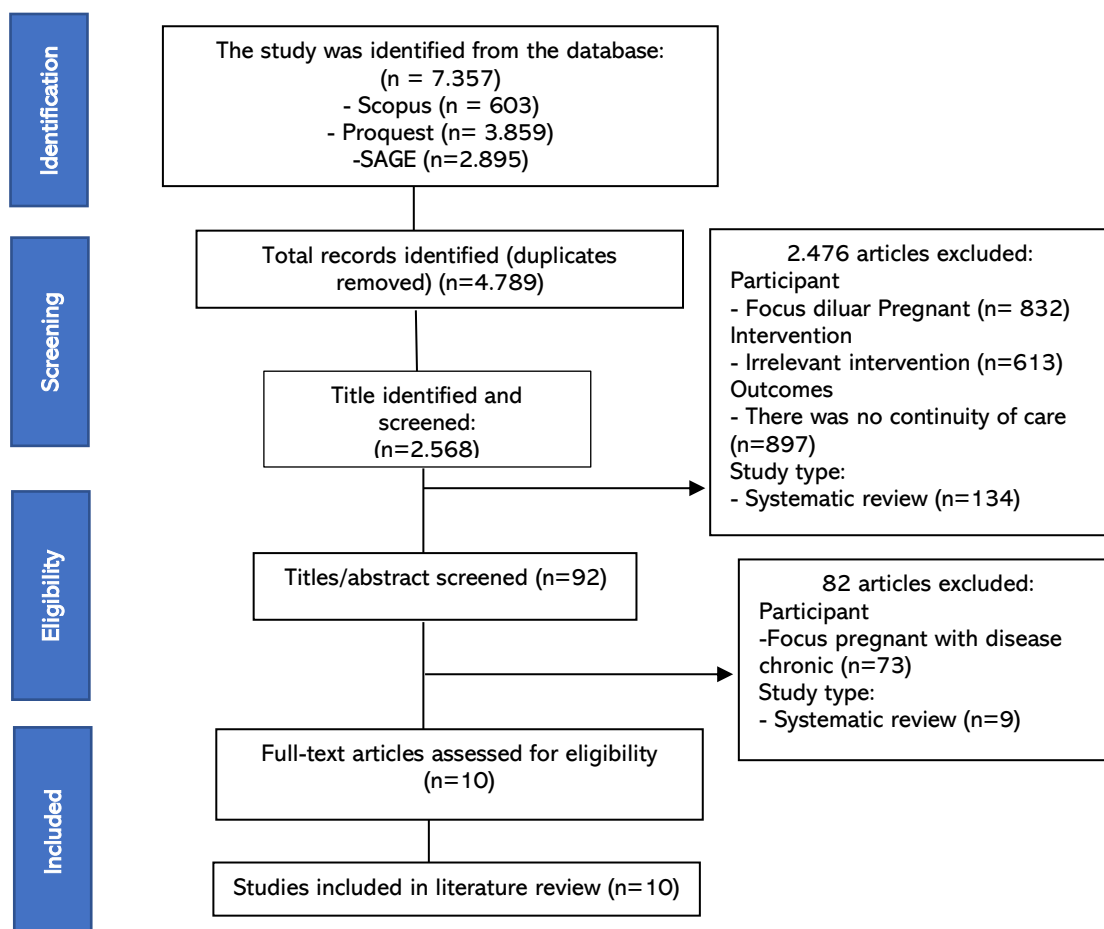 Identification
The study was identified from the database:
(n = 7.357)
- Scopus (n = 603)
- Proquest (n= 3.859)
-SAGE (n=2.895)
Screening
Total records identified (duplicates
removed) (n=4.789)
2.476 articles excluded:
Participant
- Focus diluar Pregnant (n= 832)
Intervention
- Irrelevant intervention (n=613)
Outcomes
- There was no continuity of care
(n=897)
Study type:
- Systematic review (n=134)
Title identified and
screened:
(n=2.568)
Eligibility
Titles/abstract screened (n=92)
82 articles excluded:
Participant
-Focus pregnant with disease
chronic (n=73)
Study type:
- Systematic review (n=9)
Included
Full-text articles assessed for eligibility
(n=10)
Studies included in literature review (n=10)